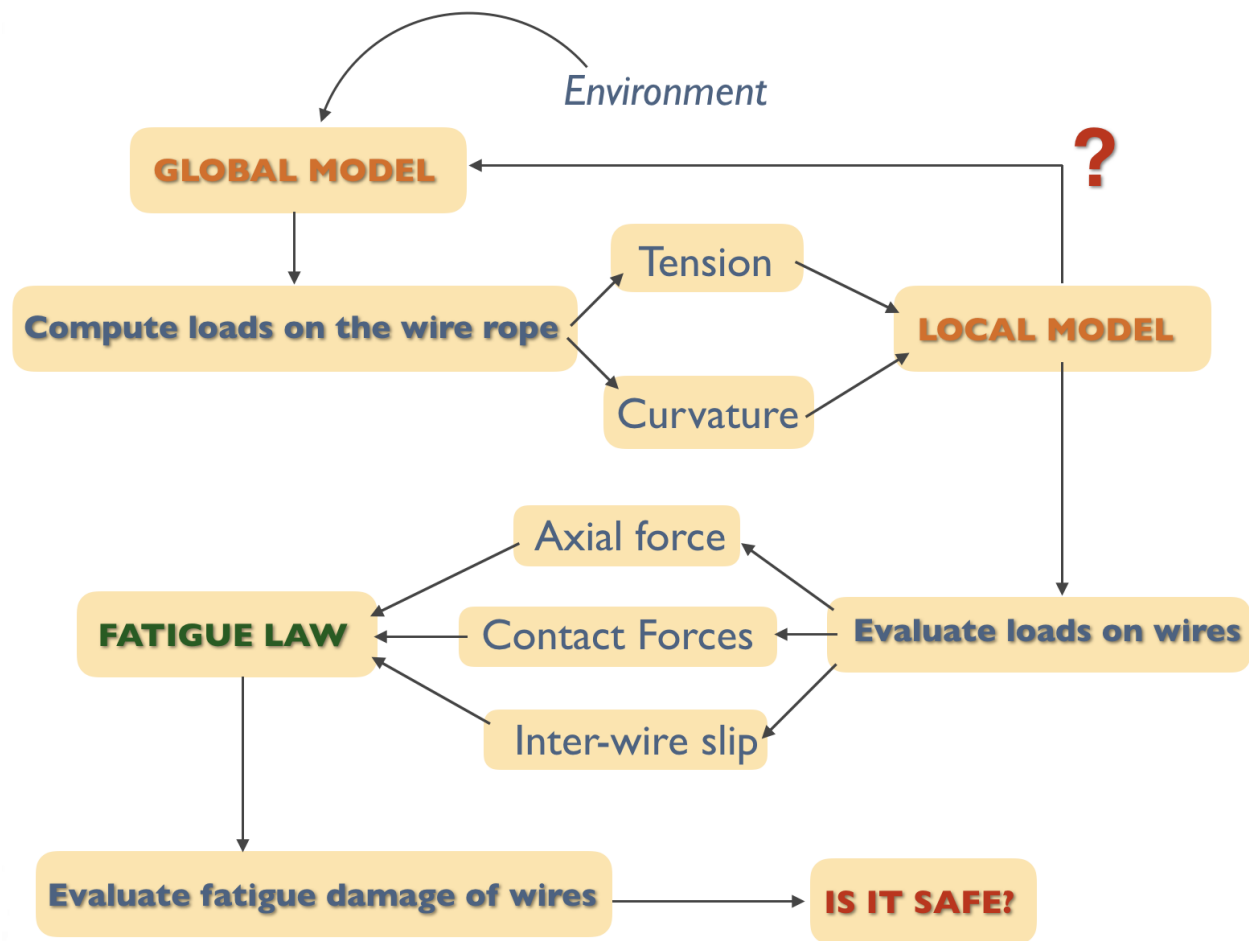 Environment
GLOBAL MODEL
?
Tension
Compute loads on the wire rope
LOCAL MODEL
Curvature
Axial force
FATIGUE LAW
Contact Forces
Evaluate loads on wires
Inter-wire slip
Evaluate fatigue damage of wires
IS IT SAFE?